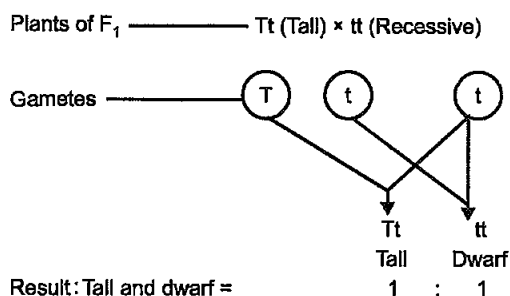 Plants of F₁ Tt (Tall) × tt (Recessive)
Gametes T t t
Tt tt
Tall Dwarf
Result: Tall and dwarf = 1 : 1